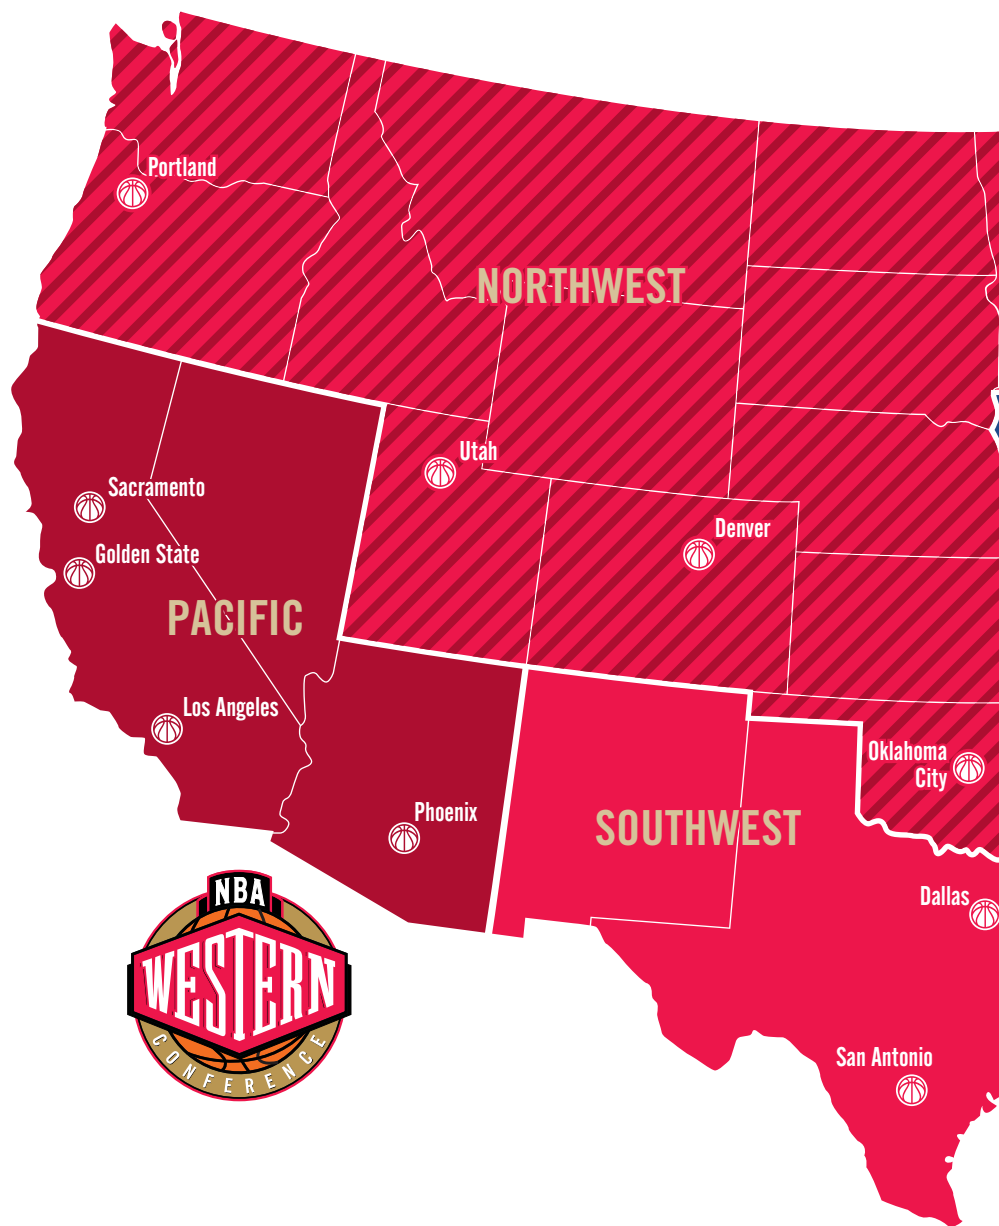 Portland
NORTHWEST
Utah
Sacramento
Denver
Golden State
PACIFIC
Los Angeles
Oklahoma
City
Phoenix
SOUTHWEST
Dallas
San Antonio
NBA
WESTERN
CONFERENCE